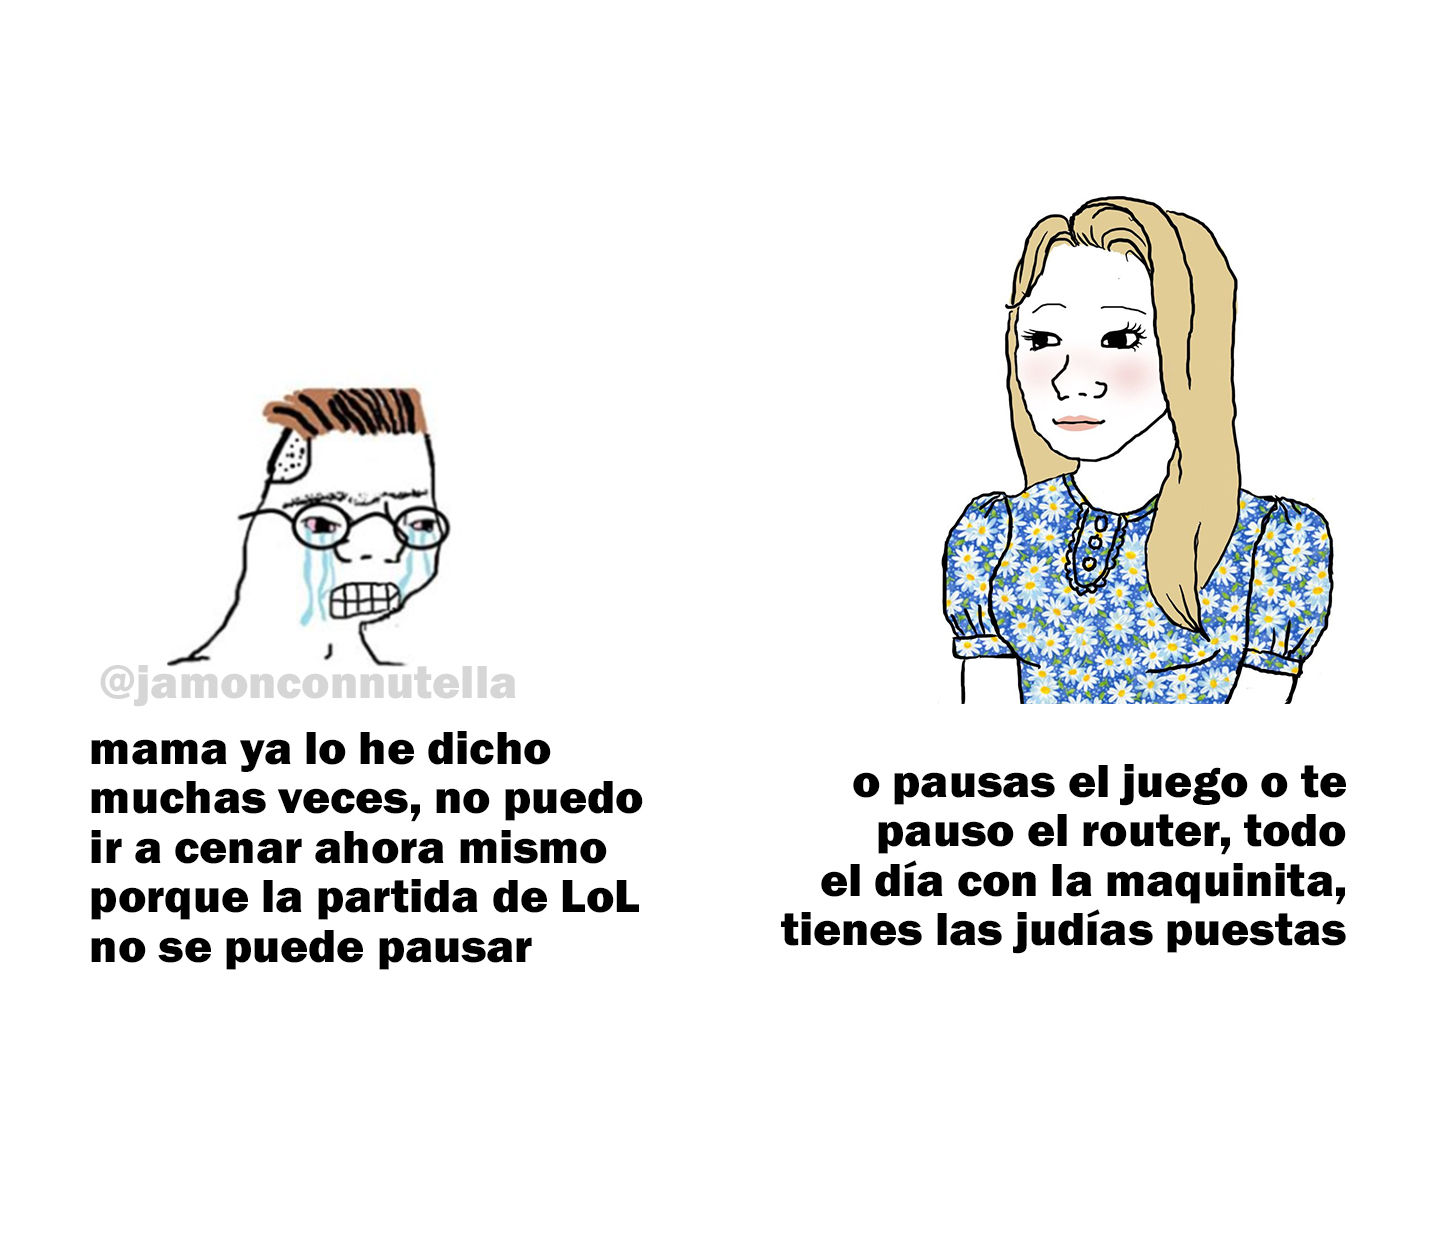 @jamonconnutella
mama ya lo he dicho
muchas veces, no puedo
ir a cenar ahora mismo
porque la partida de LoL
no se puede pausar
o pausas el juego o te
pauso el router, todo
el día con la maquinita,
tienes las judías puestas